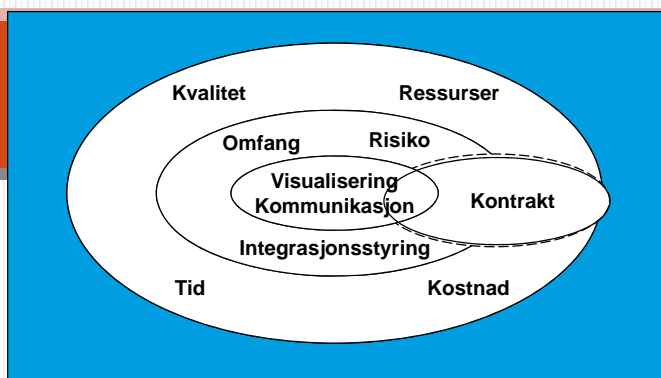 Kvalitet
Ressurser
Omfang
Risiko
Visualisering
Kommunikasjon
Kontrakt
Integrasjonsstyring
Tid
Kostnad